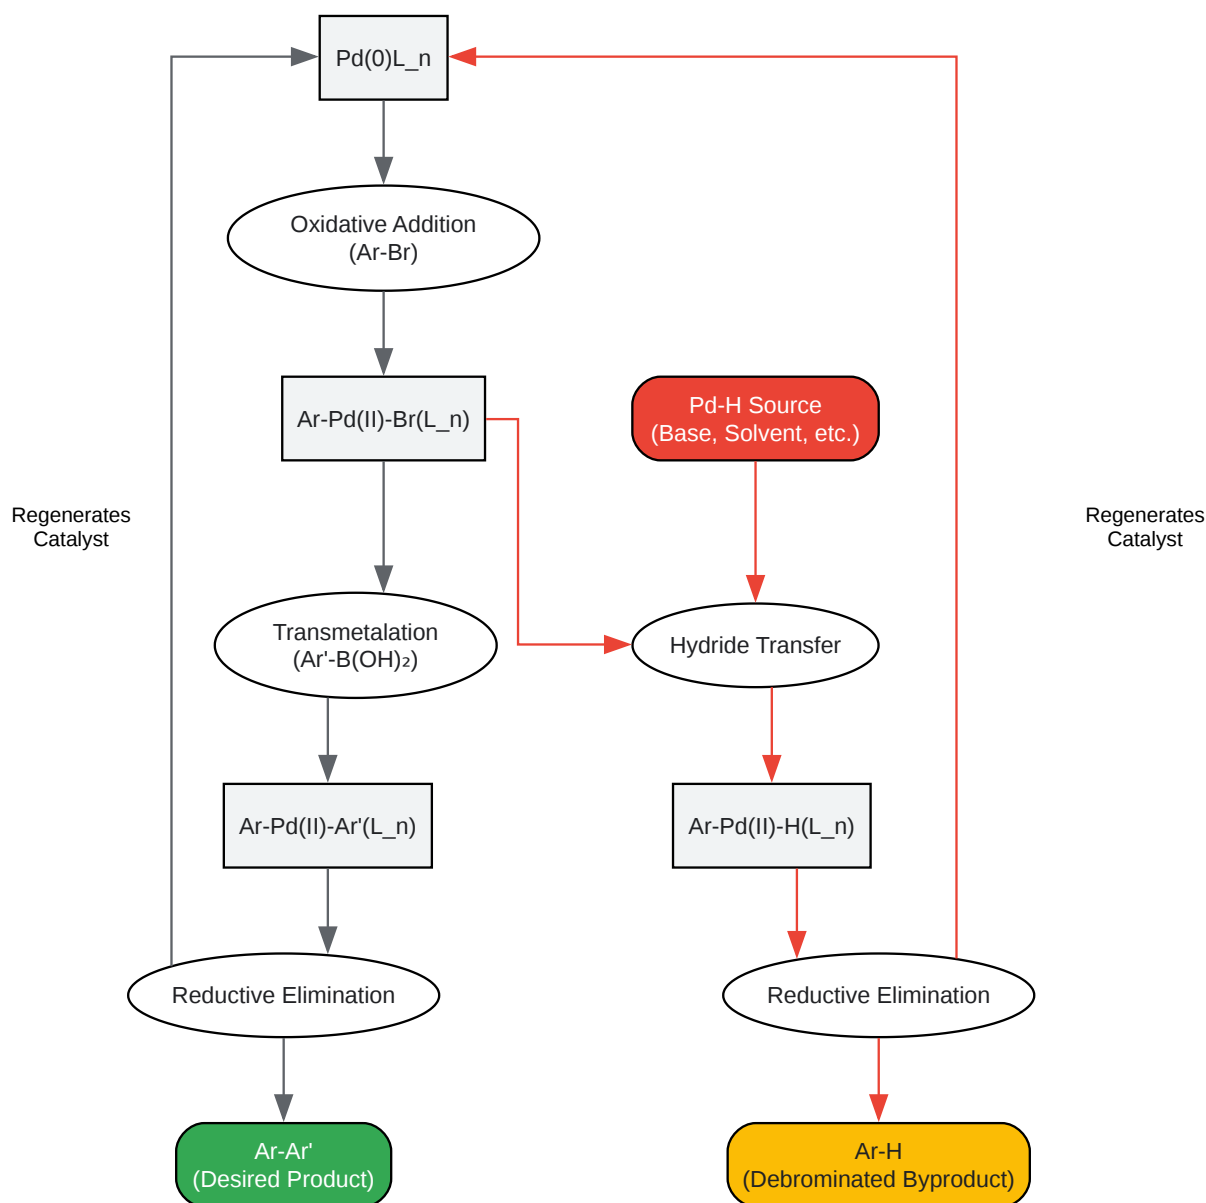 Pd(0)L_n
Oxidative Addition
(Ar-Br)
Ar-Pd(II)-Br(L_n)
Pd-H Source
(Base, Solvent, etc.)
Regenerates
Catalyst
Regenerates
Catalyst
Transmetalation
(Ar'-B(OH)₂)
Hydride Transfer
Ar-Pd(II)-Ar'(L_n)
Ar-Pd(II)-H(L_n)
Reductive Elimination
Reductive Elimination
Ar-Ar'
(Desired Product)
Ar-H
(Debrominated Byproduct)